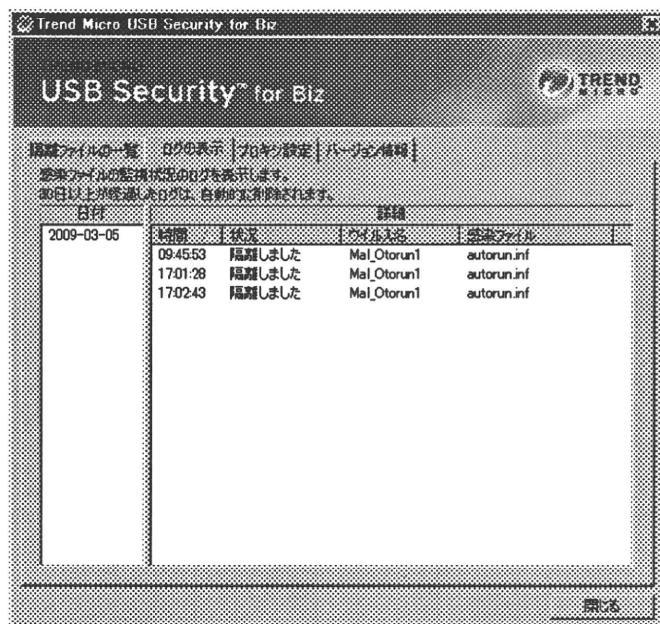 Trend Micro USB Security for Biz
USB Security™ for Biz
TREND MICRO
隔離ファイルの一覧 ログの表示 プロキシ設定 バージョン情報
感染ファイルの監視状況のログを表示します。
30日以上が経過したログは、自動的に削除されます。
日付 詳細
時間 状況 ウイルス名 感染ファイル
2009-03-05
09:45:53 隔離しました Mal_Otorun1 autorun.inf
17:01:28 隔離しました Mal_Otorun1 autorun.inf
17:02:43 隔離しました Mal_Otorun1 autorun.inf
閉じる